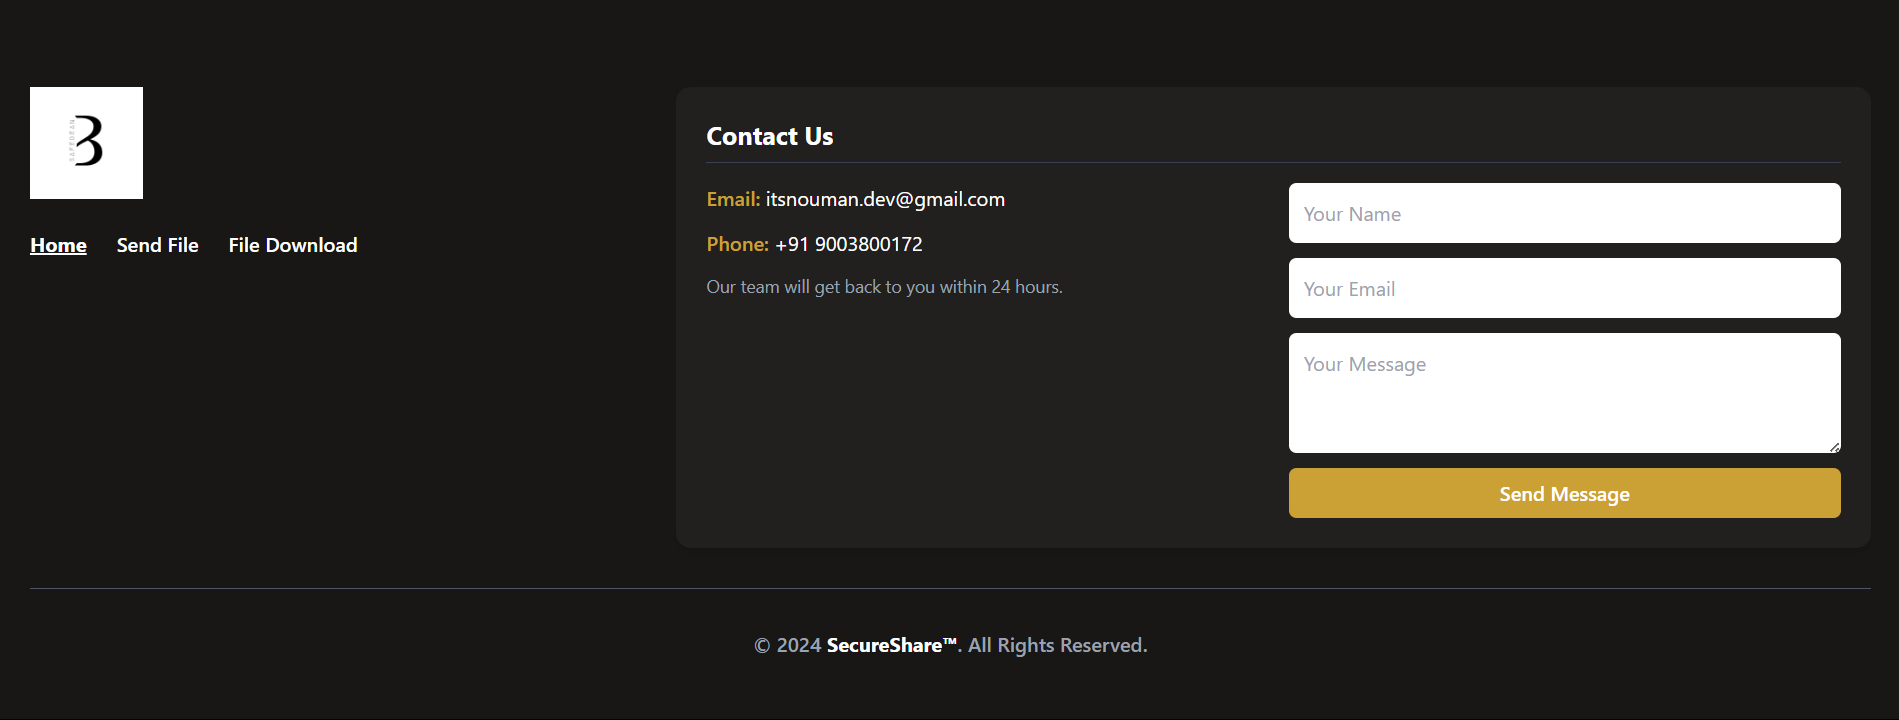 B
Home Send File File Download
Contact Us
Email: itsnouman.dev@gmail.com
Phone: +91 9003800172
Our team will get back to you within 24 hours.
Your Name
Your Email
Your Message
Send Message
© 2024 SecureShare™. All Rights Reserved.